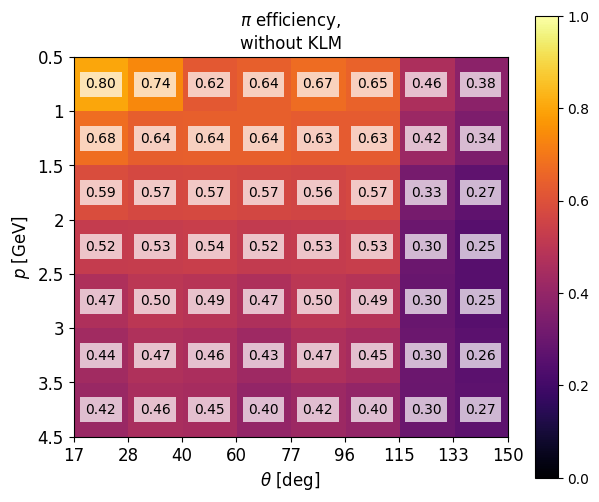 π efficiency,
without KLM
0.5
0.80 0.74 0.62 0.64 0.67 0.65 0.46 0.38
1
0.68 0.64 0.64 0.64 0.63 0.63 0.42 0.34
1.5
0.59 0.57 0.57 0.57 0.56 0.57 0.33 0.27
2
0.52 0.53 0.54 0.52 0.53 0.53 0.30 0.25
2.5
0.47 0.50 0.49 0.47 0.50 0.49 0.30 0.25
3
0.44 0.47 0.46 0.43 0.47 0.45 0.30 0.26
3.5
0.42 0.46 0.45 0.40 0.42 0.40 0.30 0.27
4.5
p [GeV]
17 28 40 60 77 96 115 133 150
θ [deg]
1.0
0.8
0.6
0.4
0.2
0.0